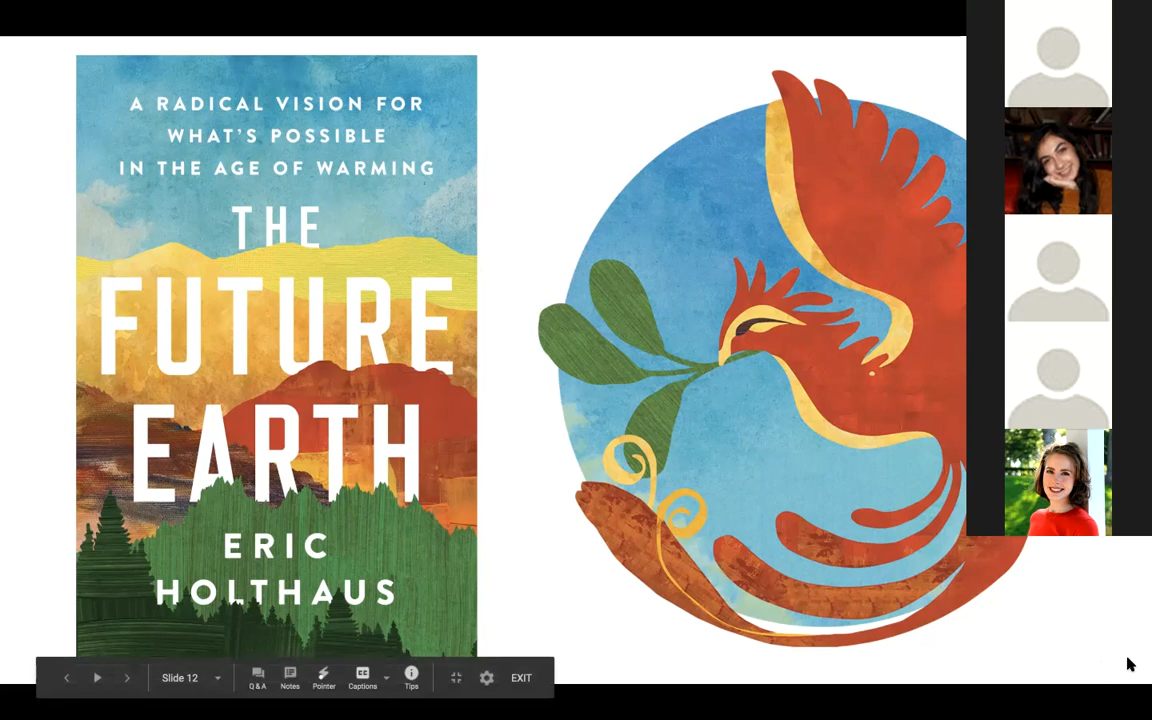 A RADICAL VISION FOR
WHAT'S POSSIBLE
IN THE AGE OF WARMING
THE
FUTURE
EARTH
ERIC
HOLTHAUS
Slide 12
Q & A
Notes
Pointer
Captions
Tips
EXIT